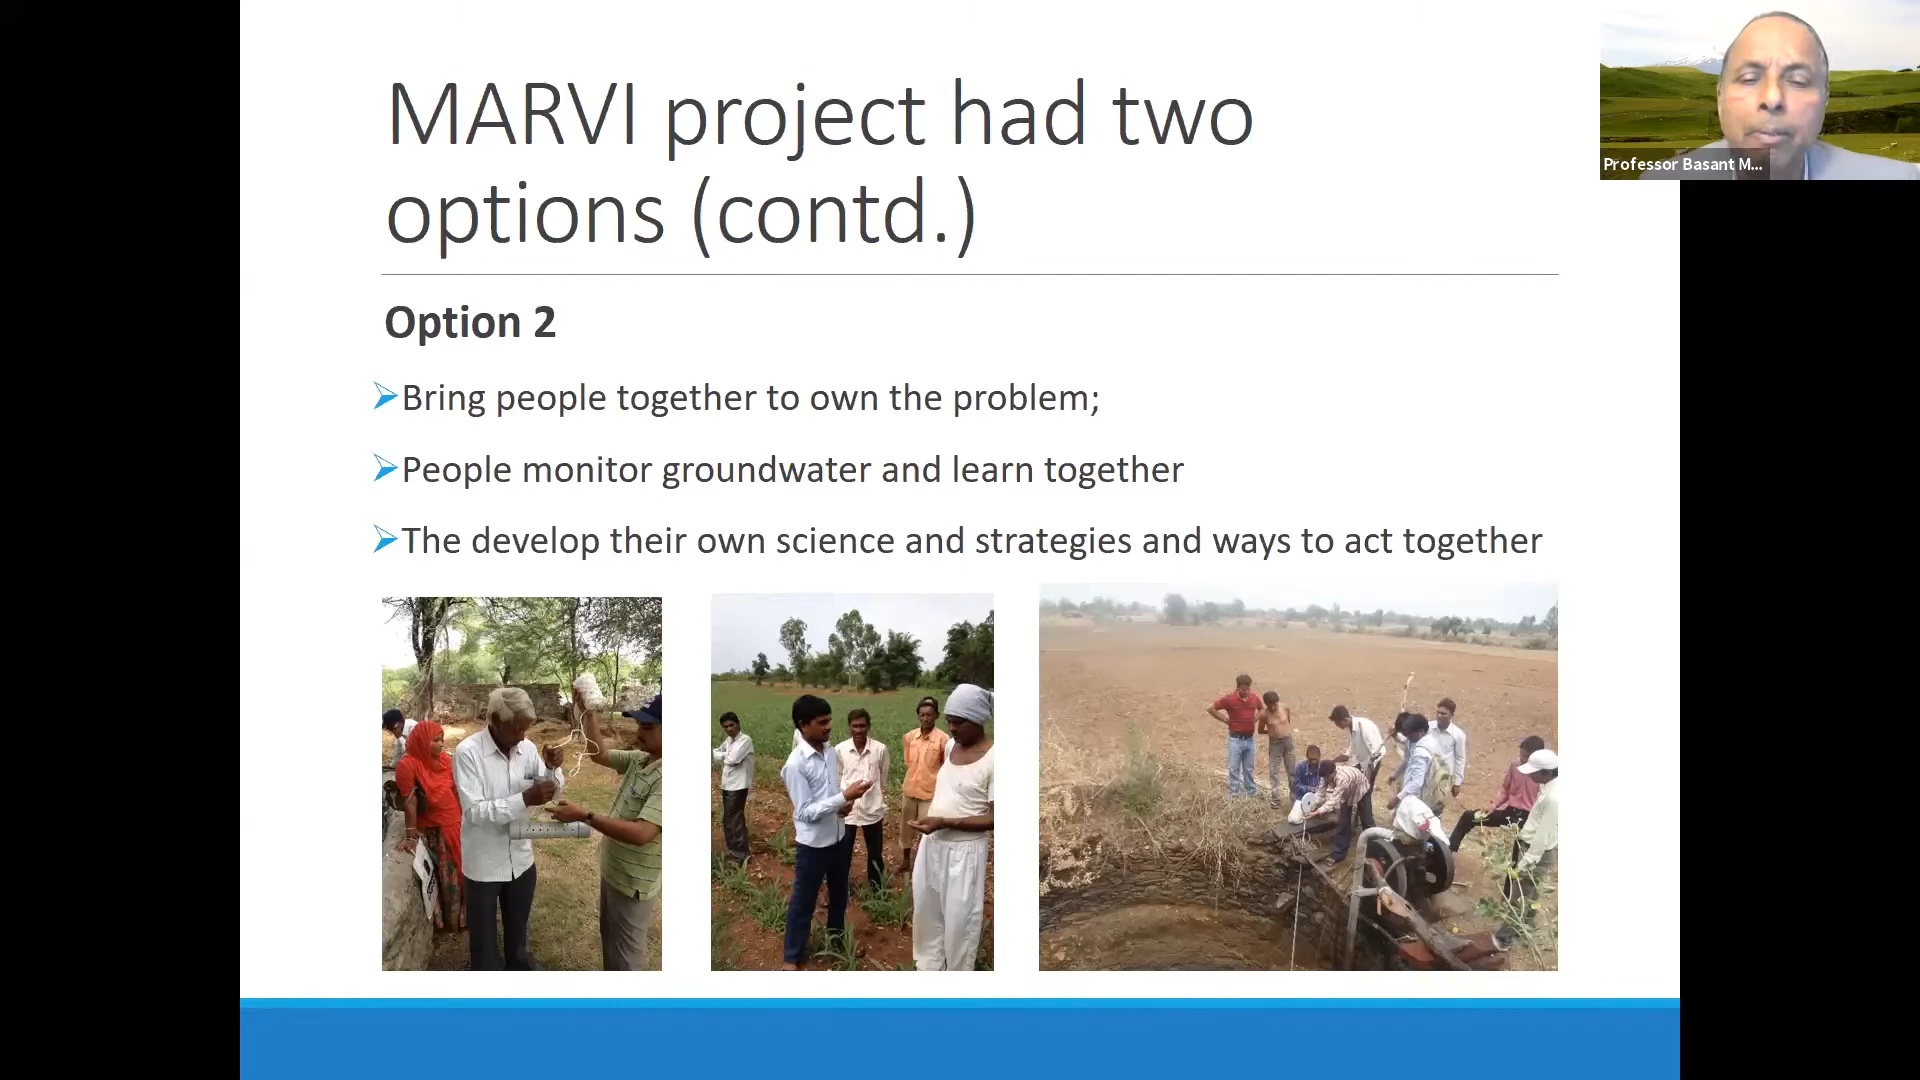 MARVI project had two
options (contd.)
Option 2
Bring people together to own the problem;
People monitor groundwater and learn together
The develop their own science and strategies and ways to act together
Professor Basant M...